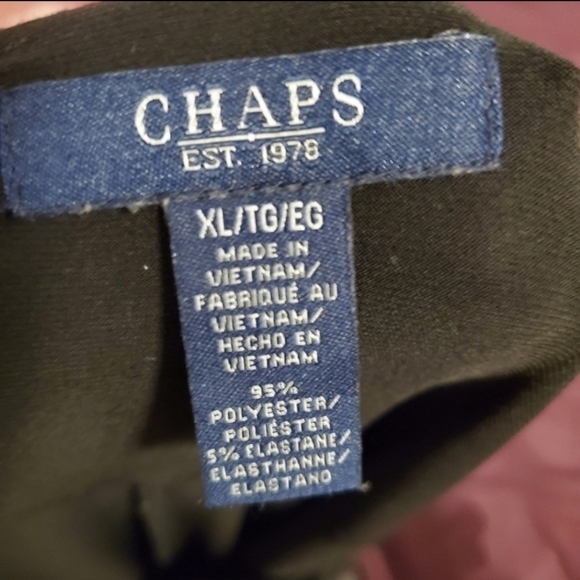 CHAPS
EST. 1978
XL/TG/EG
MADE IN
VIETNAM/
FABRIQUÉ AU
VIETNAM/
HECHO EN
VIETNAM
95%
POLYESTER/
POLIÉSTER
5% ELASTANE/
ELASTHANNE/
ELASTANO